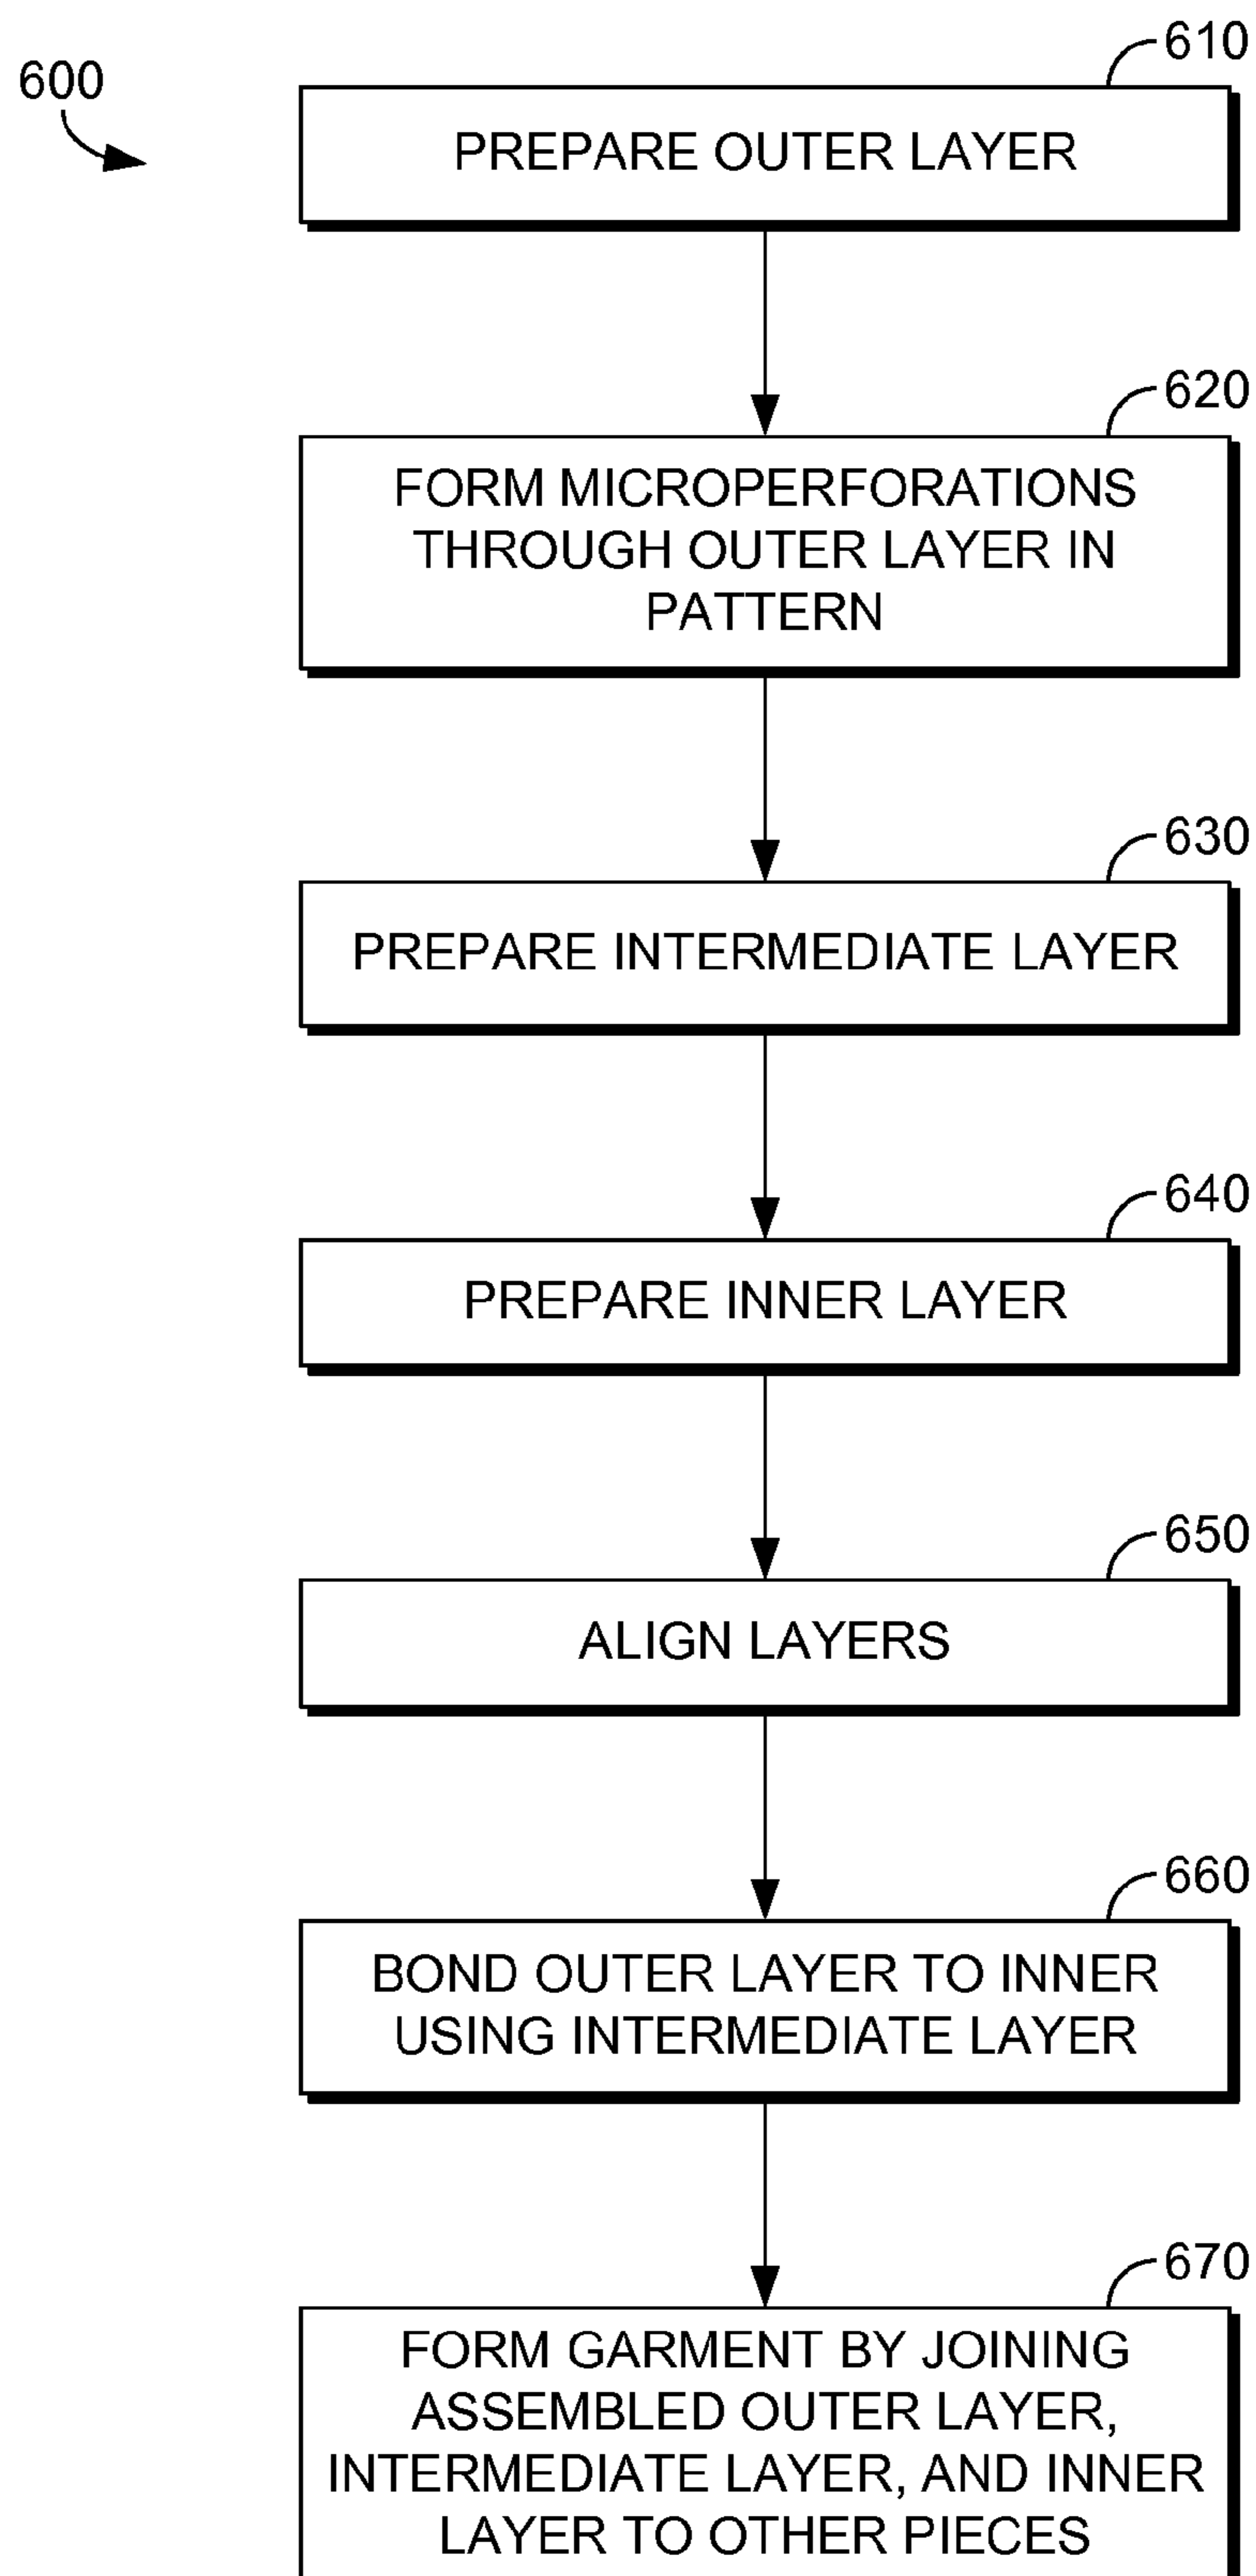 600
610
PREPARE OUTER LAYER
620
FORM MICROPERFORATIONS
THROUGH OUTER LAYER IN
PATTERN
630
PREPARE INTERMEDIATE LAYER
640
PREPARE INNER LAYER
650
ALIGN LAYERS
660
BOND OUTER LAYER TO INNER
USING INTERMEDIATE LAYER
670
FORM GARMENT BY JOINING
ASSEMBLED OUTER LAYER,
INTERMEDIATE LAYER, AND INNER
LAYER TO OTHER PIECES